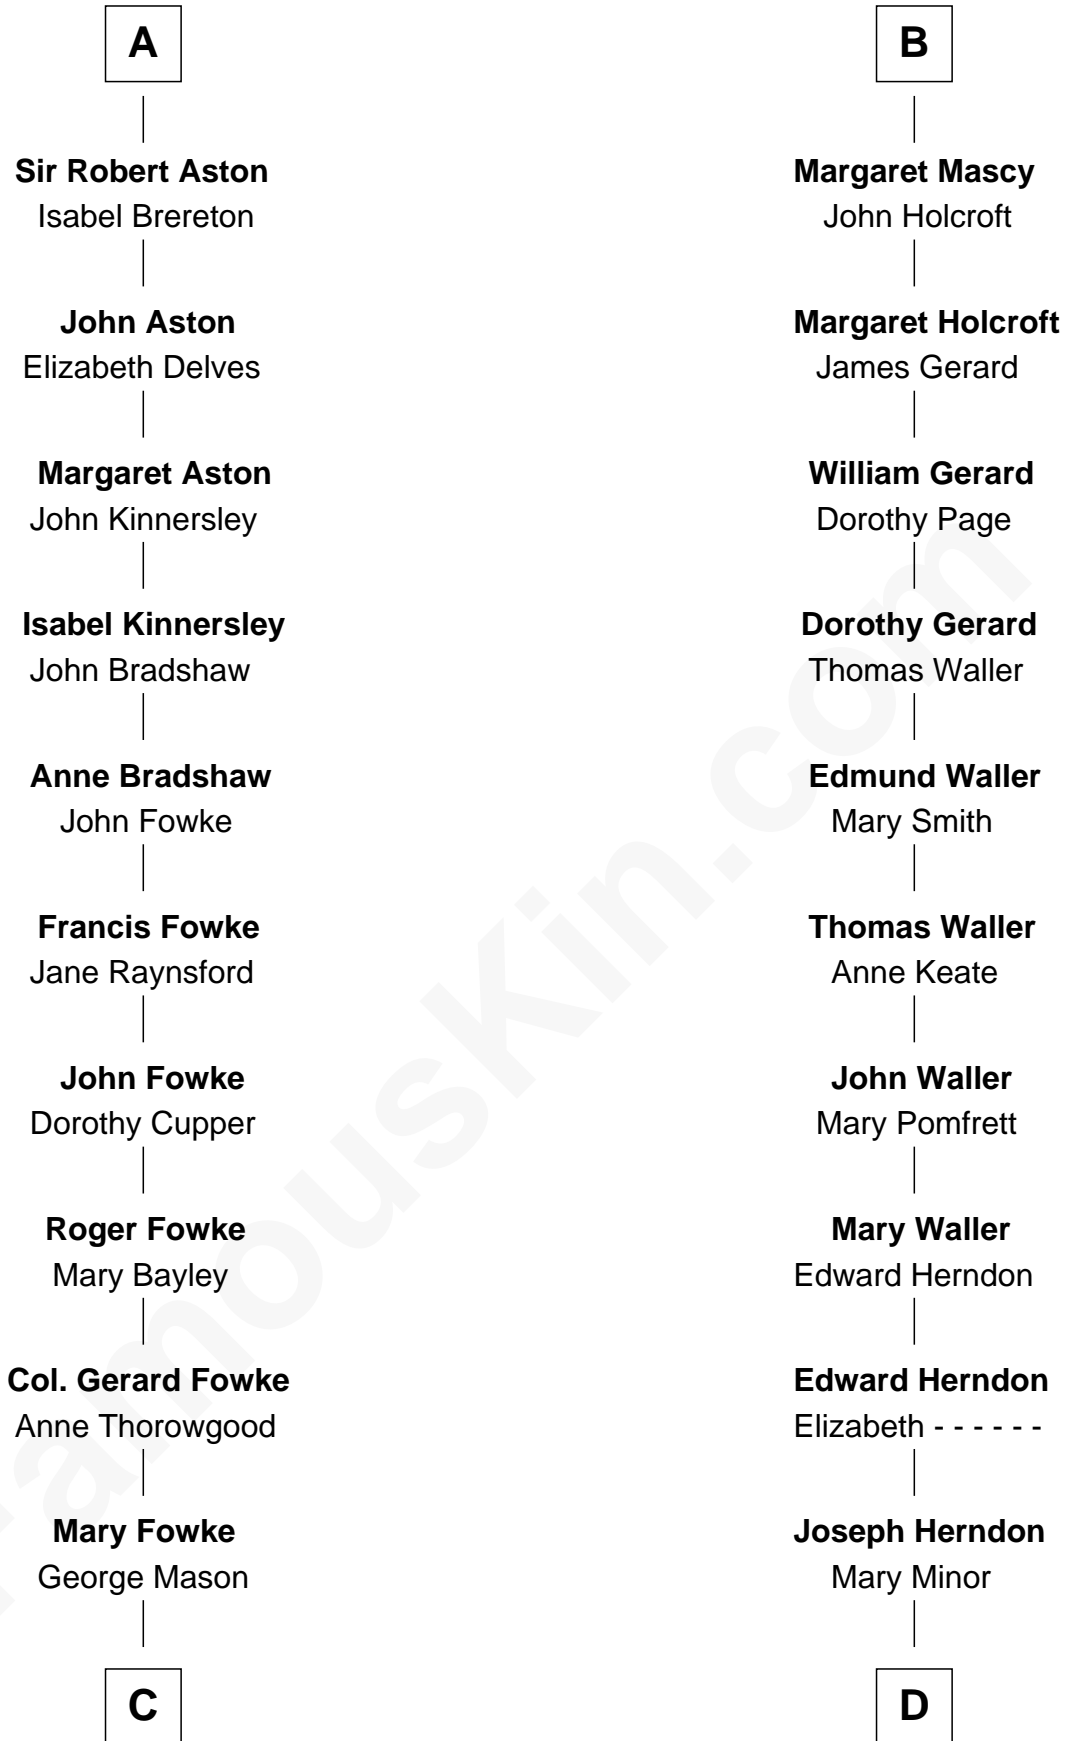 A
Sir Robert Aston
Isabel Brereton
John Aston
Elizabeth Delves
Margaret Aston
John Kinnersley
Isabel Kinnersley
John Bradshaw
Anne Bradshaw
John Fowke
Francis Fowke
Jane Raynsford
John Fowke
Dorothy Cupper
Roger Fowke
Mary Bayley
Col. Gerard Fowke
Anne Thorowgood
Mary Fowke
George Mason
C
B
Margaret Mascy
John Holcroft
Margaret Holcroft
James Gerard
William Gerard
Dorothy Page
Dorothy Gerard
Thomas Waller
Edmund Waller
Mary Smith
Thomas Waller
Anne Keate
John Waller
Mary Pomfrett
Mary Waller
Edward Herndon
Edward Herndon
Elizabeth - - - - - -
Joseph Herndon
Mary Minor
D
FamousKin.com